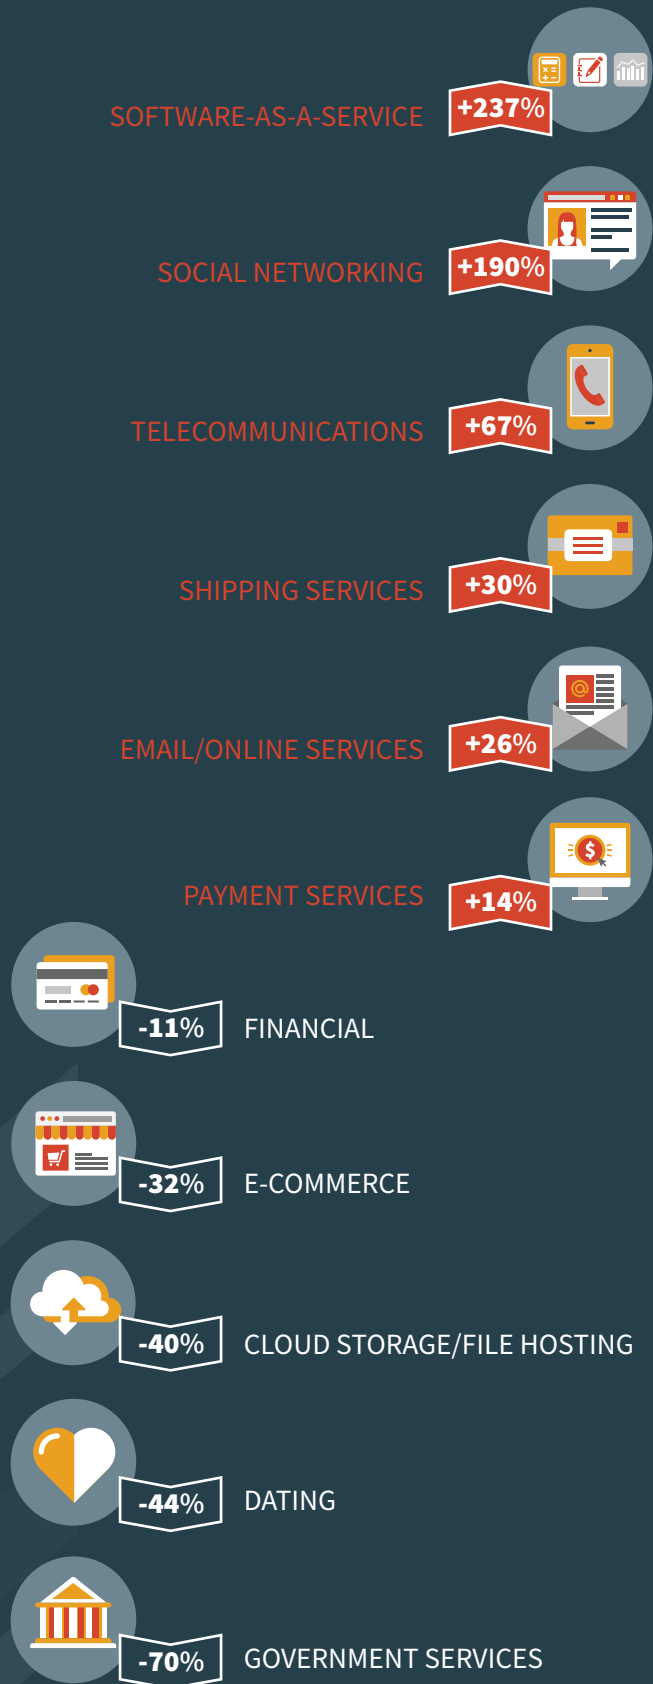 SOFTWARE-AS-A-SERVICE +237%
SOCIAL NETWORKING +190%
TELECOMMUNICATIONS +67%
SHIPPING SERVICES +30%
@
EMAIL/ONLINE SERVICES +26%
$
PAYMENT SERVICES +14%
-11% FINANCIAL
-32% E-COMMERCE
-40% CLOUD STORAGE/FILE HOSTING
-44% DATING
-70% GOVERNMENT SERVICES